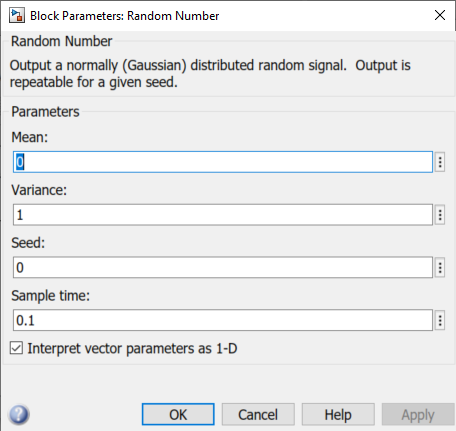 Block Parameters: Random Number
Random Number
Output a normally (Gaussian) distributed random signal.  Output is
repeatable for a given seed.
Parameters
Mean:
0
Variance:
1
Seed:
0
Sample time:
0.1
Interpret vector parameters as 1-D
OK Cancel Help Apply